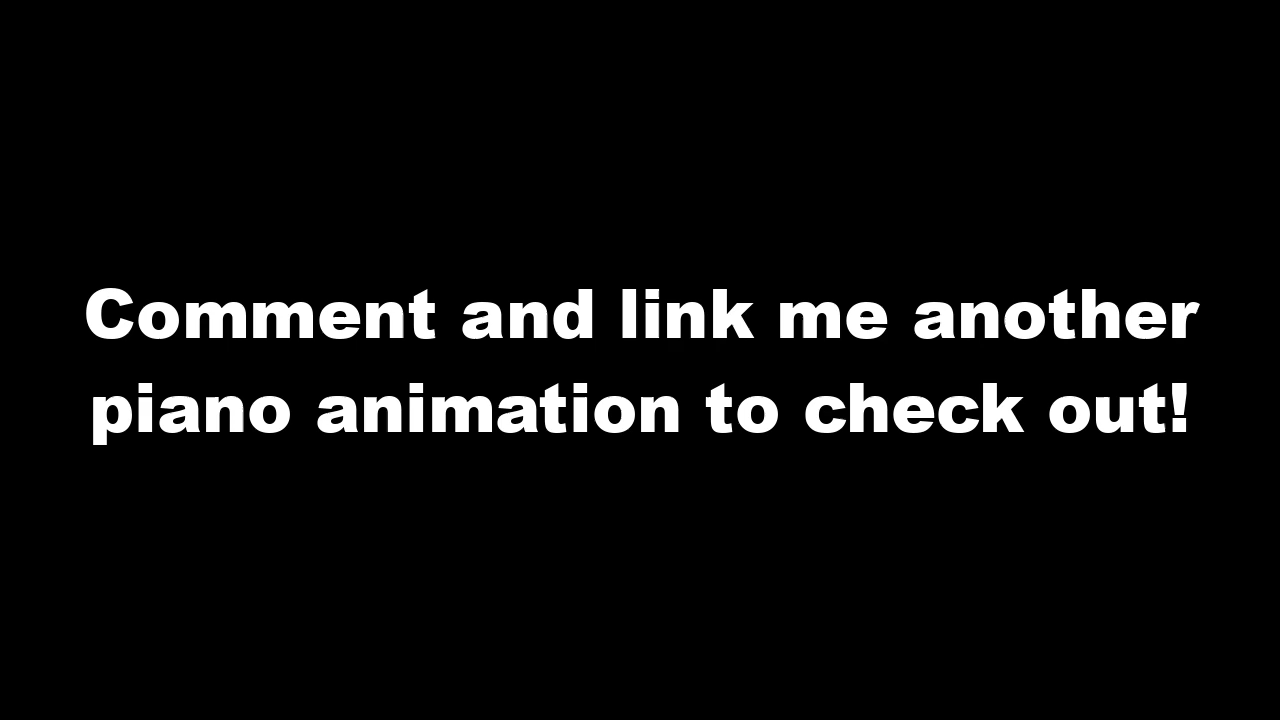 Comment and link me another
piano animation to check out!